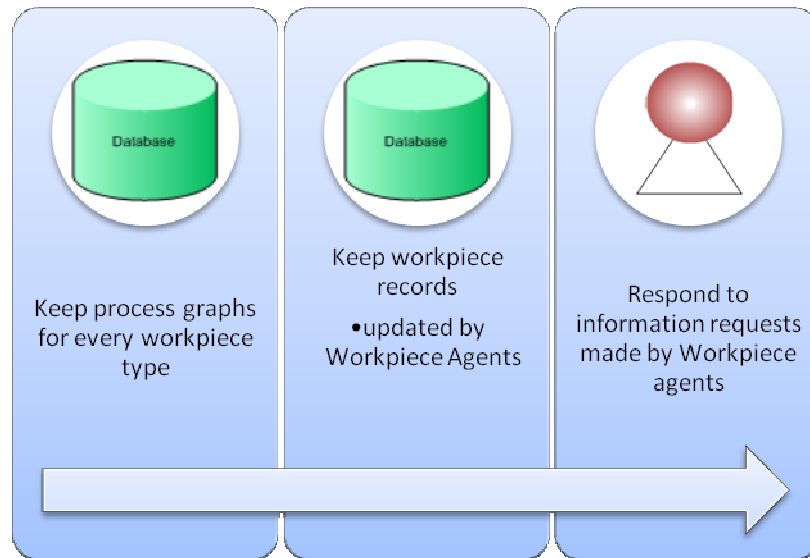 Database
Keep process graphs
for every workpiece
type
Database
Keep workpiece
records
•updated by
Workpiece Agents
Respond to
information requests
made by Workpiece
agents